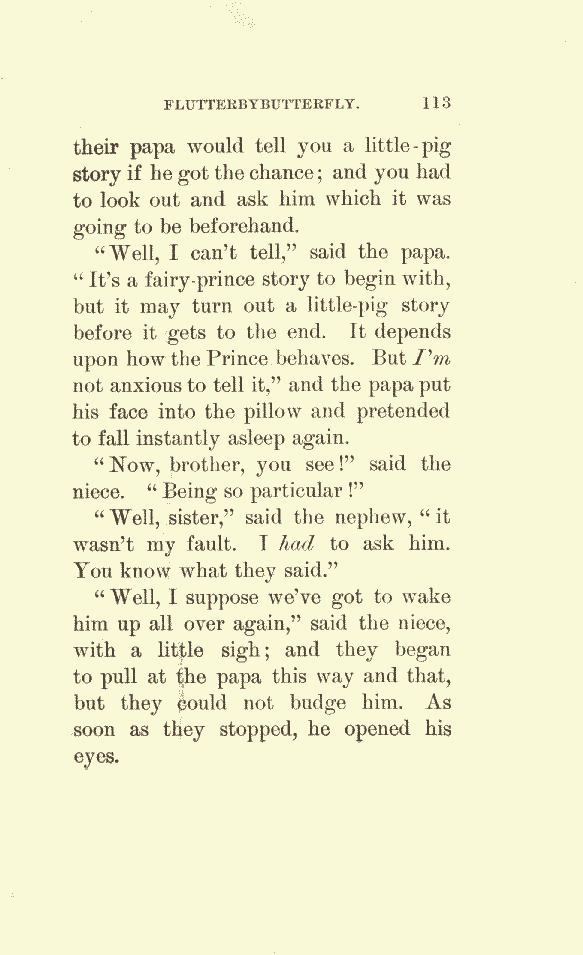 FLUTTERBYBUTTERFLY. 113
their papa would tell you a little-pig
story if he got the chance; and you had
to look out and ask him which it was
going to be beforehand.
“Well, I can't tell,” said the papa.
“It's a fairy-prince story to begin with,
but it may turn out a little-pig story
before it gets to the end. It depends
upon how the Prince behaves. But I'm
not anxious to tell it,” and the papa put
his face into the pillow and pretended
to fall instantly asleep again.
“Now, brother, you see!” said the
niece. “Being so particular!”
“Well, sister,” said the nephew, “it
wasn't my fault. I had to ask him.
You know what they said.”
“Well, I suppose we've got to wake
him up all over again,” said the niece,
with a little sigh; and they began
to pull at the papa this way and that,
but they could not budge him. As
soon as they stopped, he opened his
eyes.